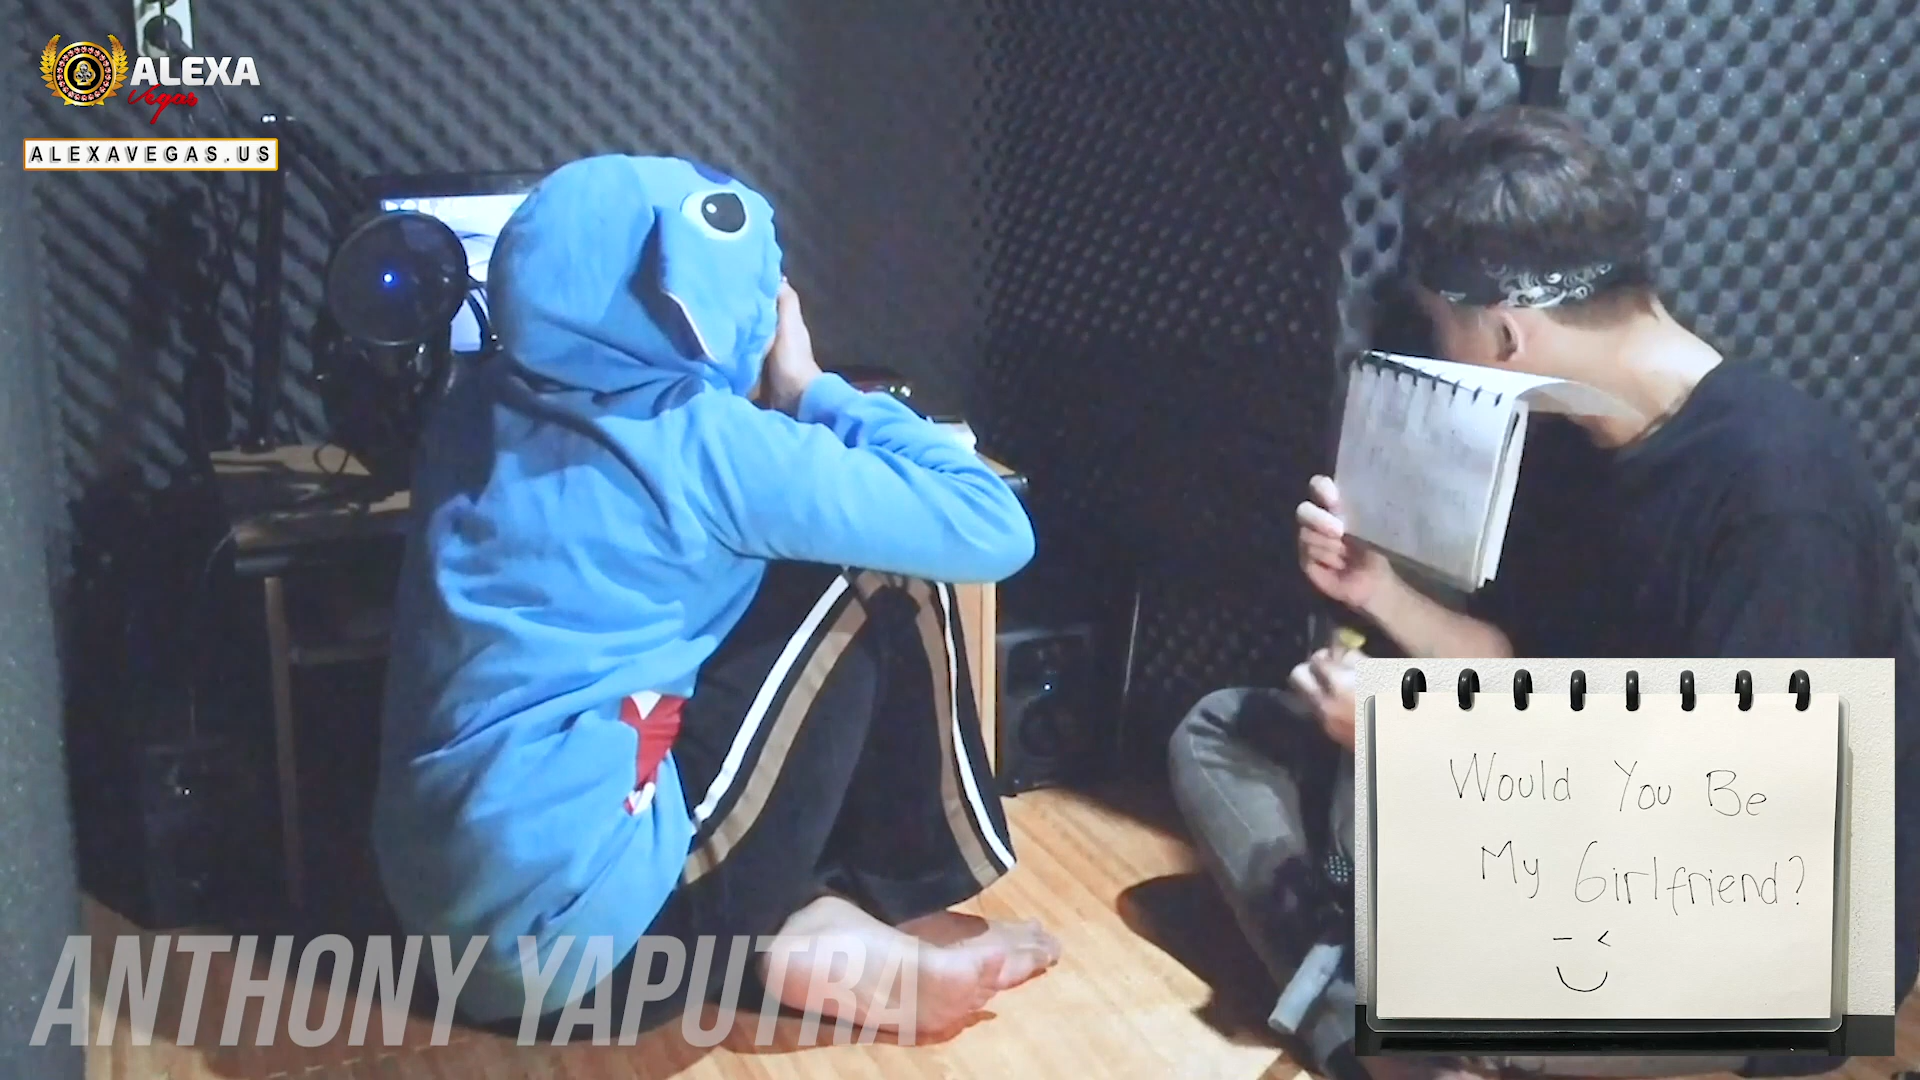 ALEXA
Vegas
ALEXAVEGAS.US
Would You Be
My Girlfriend?
ANTHONY YAPUTRA